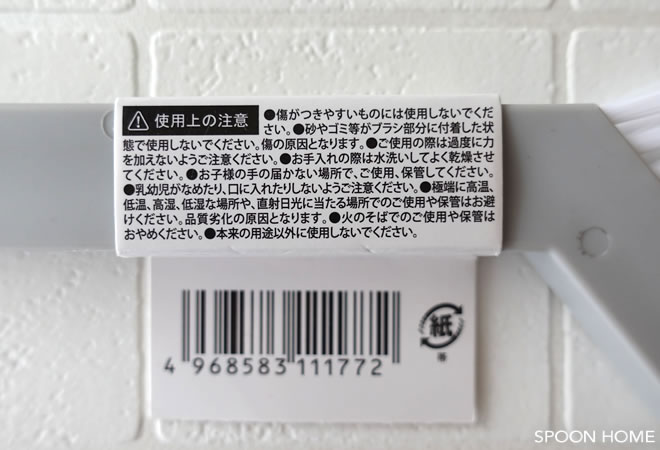 ⚠ 使用上の注意 ●傷がつきやすいものには使用しないでくだ
さい。●砂やゴミ等がブラシ部分に付着した状
態で使用しないでください。傷の原因となります。●ご使用の際は過度に力
を加えないようご注意ください。●お手入れの際は水洗いしてよく乾燥させ
てください。●お子様の手の届かない場所で、ご使用、保管してください。
●乳幼児がなめたり、口に入れたりしないようご注意ください。●極端に高温、
低温、高湿、低湿な場所や、直射日光に当たる場所でのご使用や保管はお避
けください。品質劣化の原因となります。●火のそばでのご使用や保管は
おやめください。●本来の用途以外に使用しないでください。
紙
等
4 968583 111772
SPOON HOME